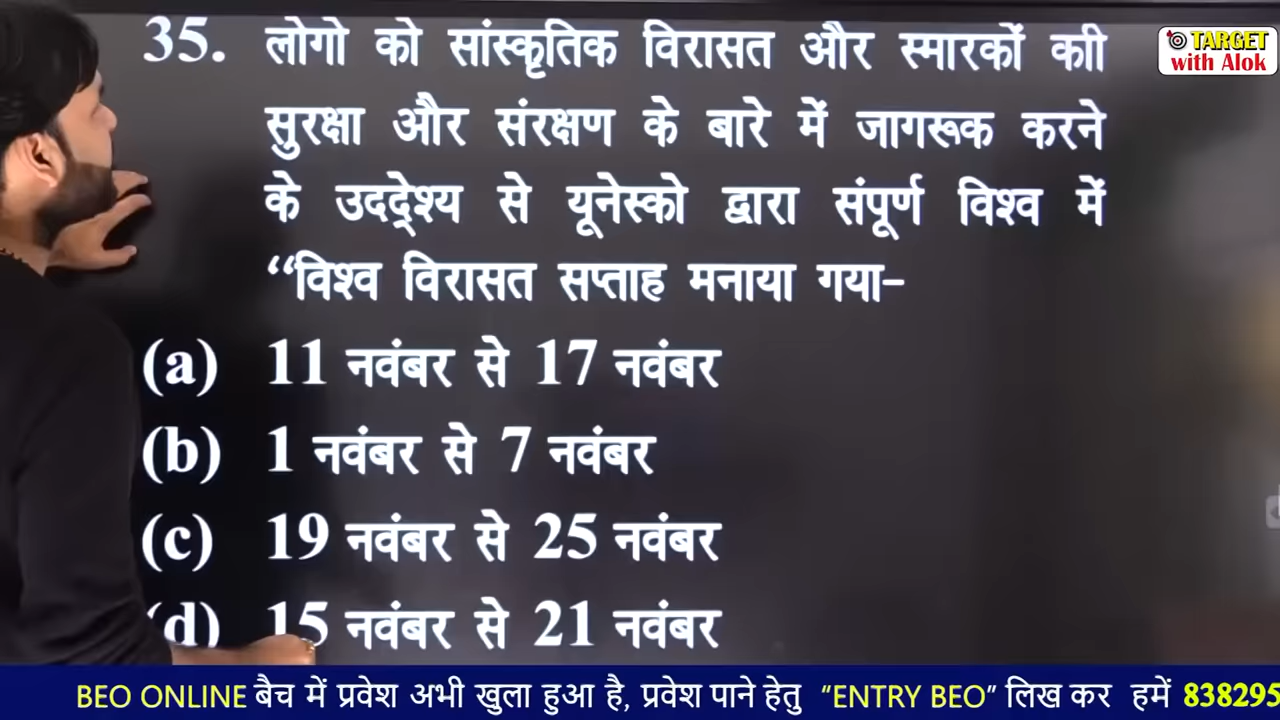 TARGET
with Alok
35. लोगो को सांस्कृतिक विरासत और स्मारकों काी
सुरक्षा और संरक्षण के बारे में जागरूक करने
के उददे्श्य से यूनेस्को द्वारा संपूर्ण विश्व में
“विश्व विरासत सप्ताह मनाया गया-
(a) 11 नवंबर से 17 नवंबर
(b) 1 नवंबर से 7 नवंबर
(c) 19 नवंबर से 25 नवंबर
(d) 15 नवंबर से 21 नवंबर
BEO ONLINE बैच में प्रवेश अभी खुला हुआ है, प्रवेश पाने हेतु “ENTRY BEO” लिख कर हमें 838295